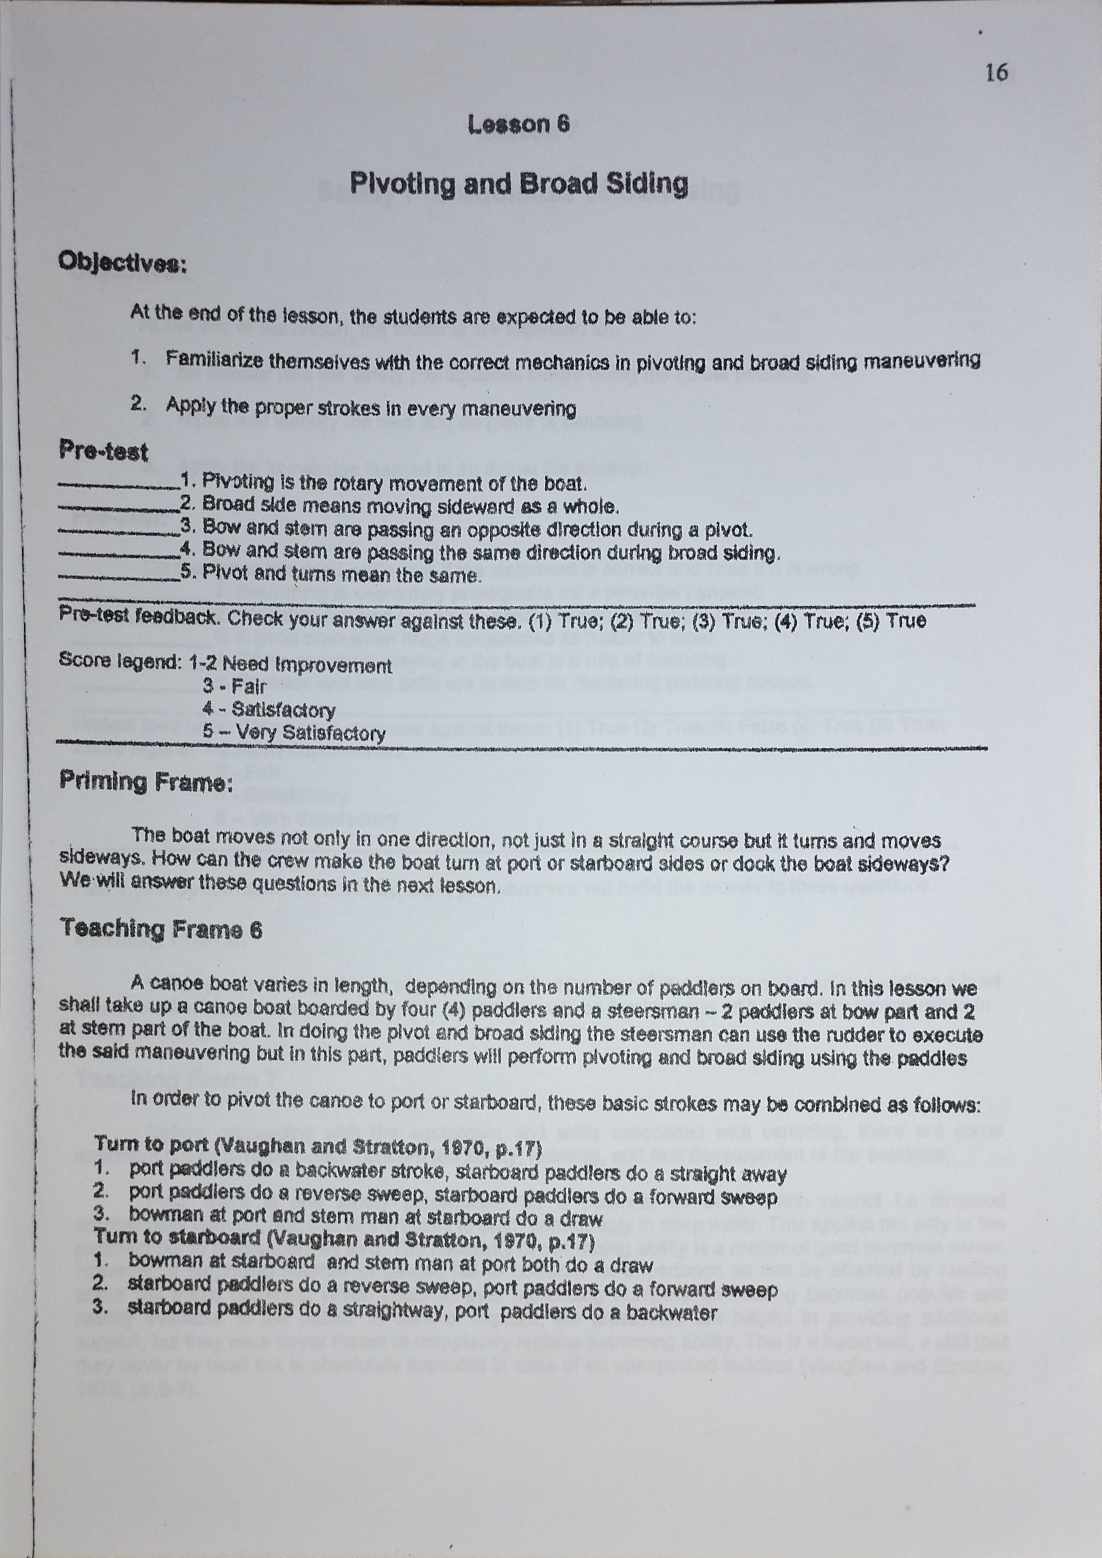 16
Lesson 6
Pivoting and Broad Siding
Objectives:
At the end of the lesson, the students are expected to be able to:
1. Familiarize themselves with the correct mechanics in pivoting and broad siding maneuvering
2. Apply the proper strokes in every maneuvering
Pre-test
____________1. Pivoting is the rotary movement of the boat.
____________2. Broad side means moving sideward as a whole.
____________3. Bow and stem are passing an opposite direction during a pivot.
____________4. Bow and stem are passing the same direction during broad siding.
____________5. Pivot and turns mean the same.
Pre-test feedback. Check your answer against these. (1) True; (2) True; (3) True; (4) True; (5) True
Score legend: 1-2 Need Improvement
3 - Fair
4 - Satisfactory
5 – Very Satisfactory
Priming Frame:
The boat moves not only in one direction, not just in a straight course but it turns and moves
sideways. How can the crew make the boat turn at port or starboard sides or dock the boat sideways?
We will answer these questions in the next lesson.
Teaching Frame 6
A canoe boat varies in length, depending on the number of paddlers on board. In this lesson we
shall take up a canoe boat boarded by four (4) paddlers and a steersman – 2 paddlers at bow part and 2
at stem part of the boat. In doing the pivot and broad siding the steersman can use the rudder to execute
the said maneuvering but in this part, paddlers will perform pivoting and broad siding using the paddles
In order to pivot the canoe to port or starboard, these basic strokes may be combined as follows:
Turn to port (Vaughan and Stratton, 1970, p.17)
1. port paddlers do a backwater stroke, starboard paddlers do a straight away
2. port paddlers do a reverse sweep, starboard paddlers do a forward sweep
3. bowman at port and stem man at starboard do a draw
Turn to starboard (Vaughan and Stratton, 1970, p.17)
1. bowman at starboard and stem man at port both do a draw
2. starboard paddlers do a reverse sweep, port paddlers do a forward sweep
3. starboard paddlers do a straightway, port paddlers do a backwater